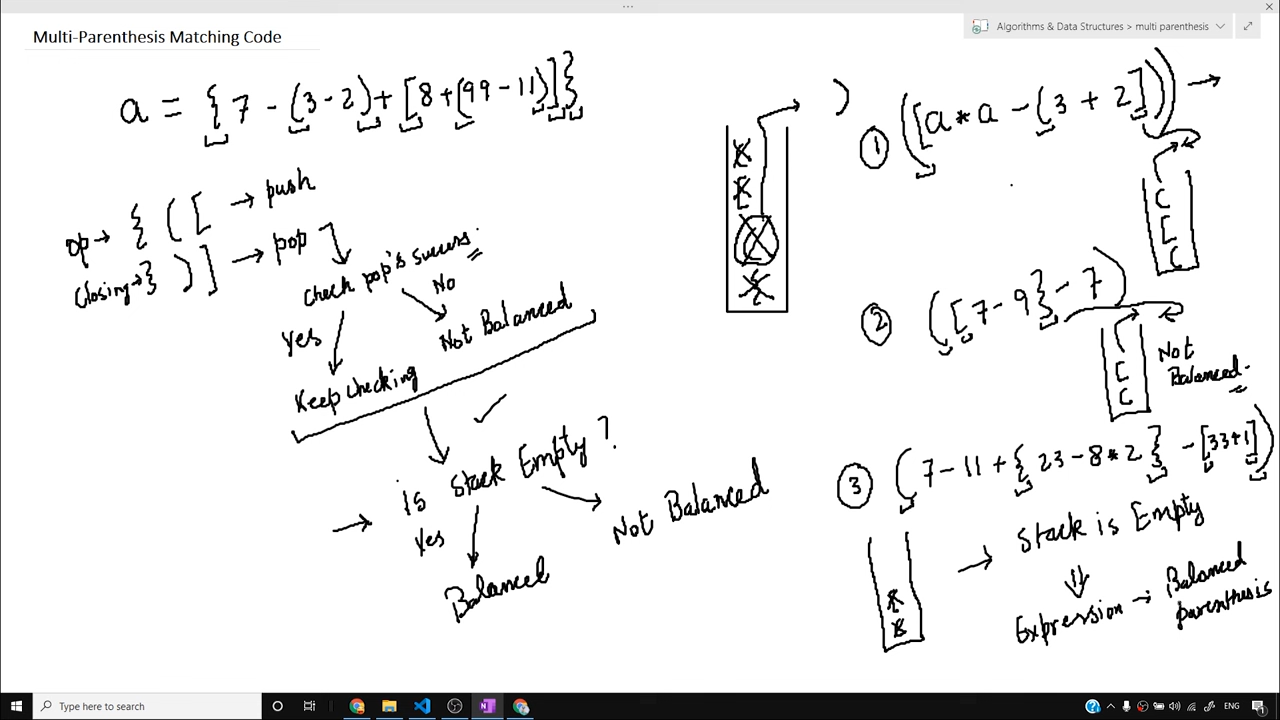 Multi-Parenthesis Matching Code
Algorithms & Data Structures > multi parenthesis
a = {7 - (3 - 2) + [8 + (99 - 11)]}
op → { ( [ → push
closing → } ) ] → pop
Check pop's success.
Yes
No
Not Balanced
Keep checking
is Stack Empty ?
Yes
Not Balanced
Balanced
)
① ([a * a - (3 + 2])) →
(
[
(
② ([7 - 9} - 7)
[
(
Not
Balanced.
③ (7 - 11 + {23 - 8 * 2} - [33+1])
→ Stack is Empty
⇓
Expression → Balanced
parenthesis
Type here to search
ENG